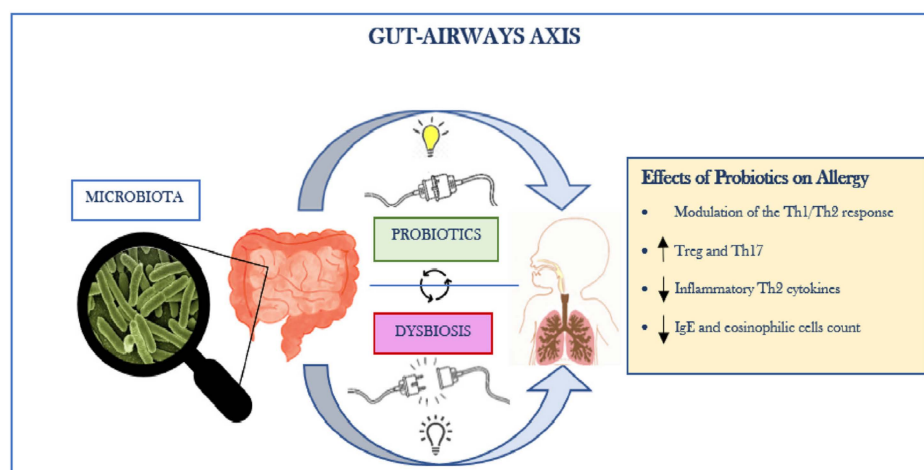 GUT-AIRWAYS AXIS
MICROBIOTA
PROBIOTICS
DYSBIOSIS
Effects of Probiotics on Allergy
• Modulation of the Th1/Th2 response
• ↑ Treg and Th17
• ↓ Inflammatory Th2 cytokines
• ↓ IgE and eosinophilic cells count